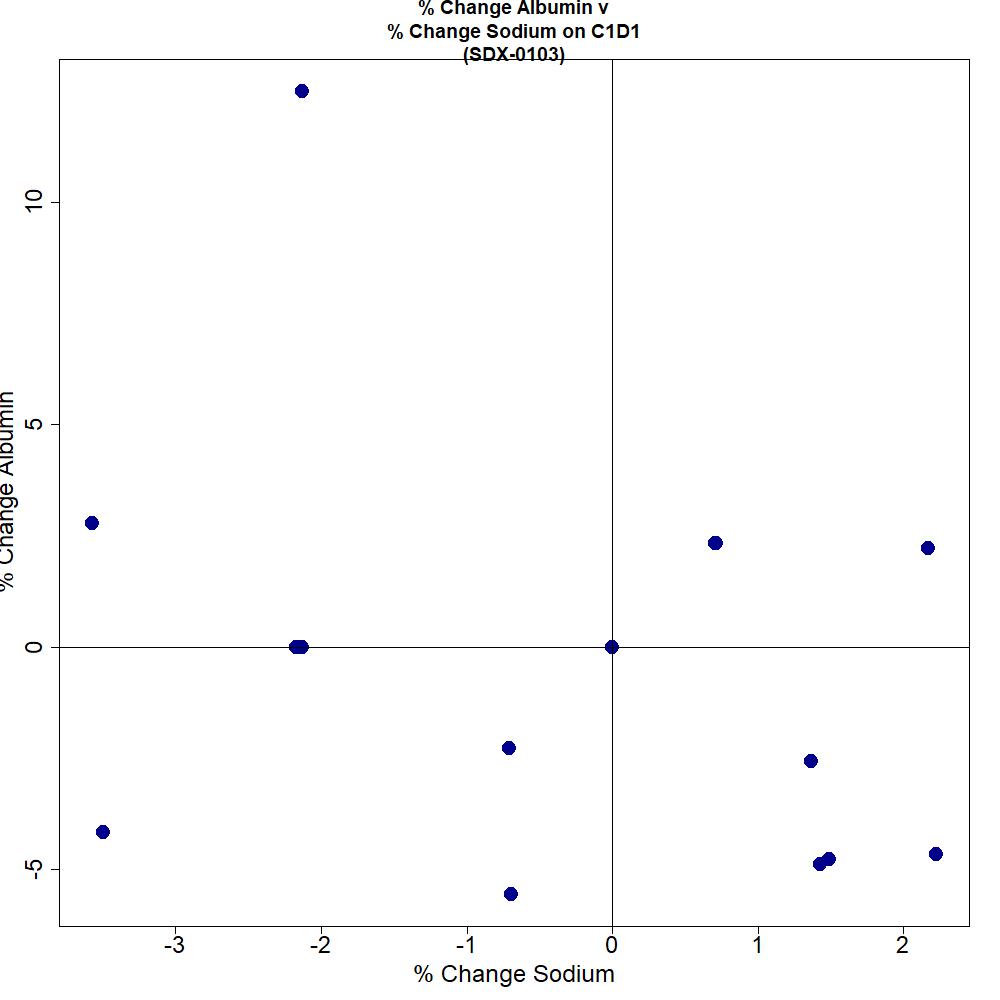 % Change Albumin v
% Change Sodium on C1D1
(SDX-0103)
% Change Albumin
10
5
0
-5
-3
-2
-1
0
1
2
% Change Sodium